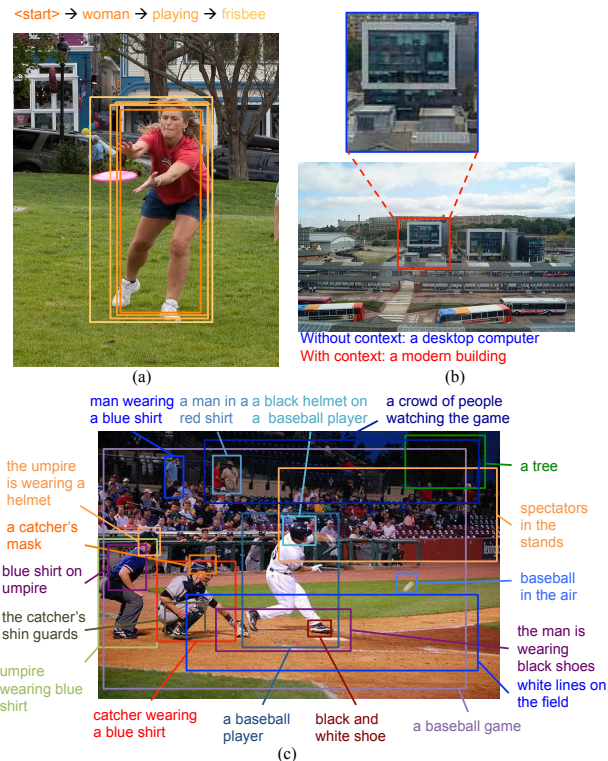 <start> → woman → playing → frisbee
(a)
Without context: a desktop computer
With context: a modern building
(b)
man wearing
a blue shirt
a man in a
red shirt
a black helmet on
a baseball player
a crowd of people
watching the game
the umpire
is wearing a
helmet
a catcher's
mask
blue shirt on
umpire
the catcher's
shin guards
umpire
wearing blue
shirt
a tree
spectators
in the
stands
baseball
in the air
the man is
wearing
black shoes
white lines on
the field
catcher wearing
a blue shirt
a baseball
player
black and
white shoe
a baseball game
(c)